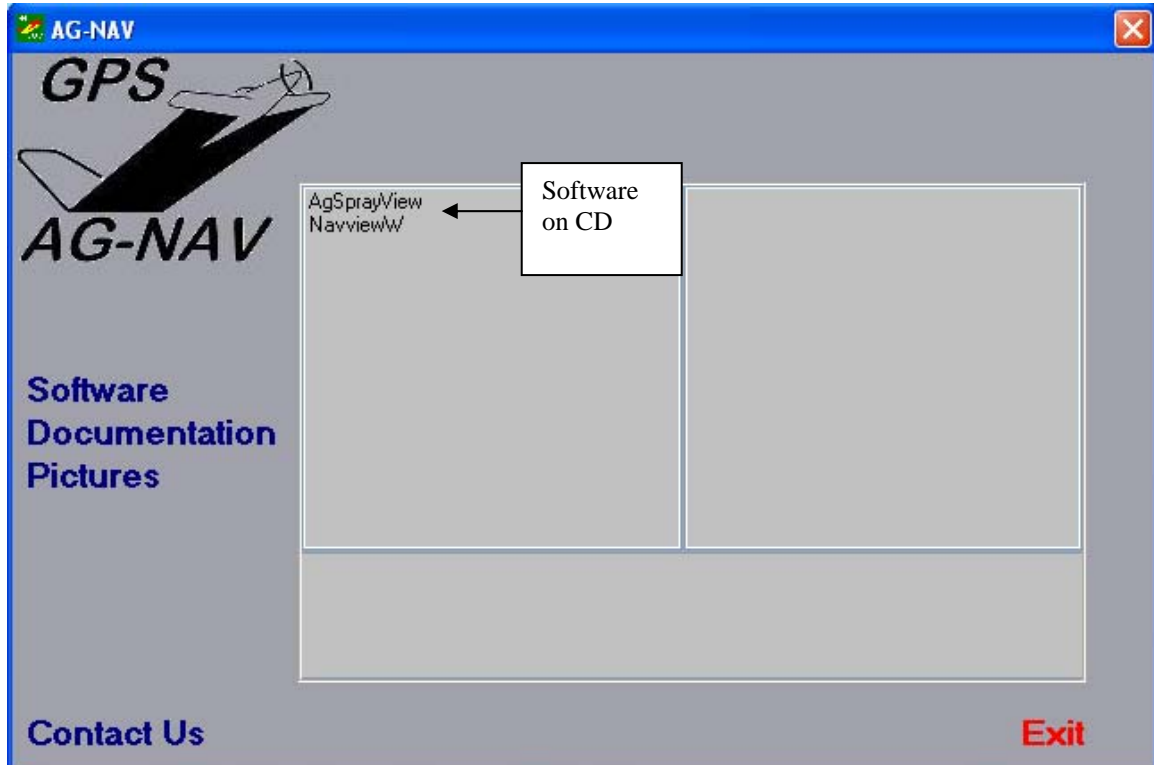 AG-NAV
GPS
AG-NAV
AgSprayView
NavviewW
Software
on CD
Software
Documentation
Pictures
Contact Us
Exit